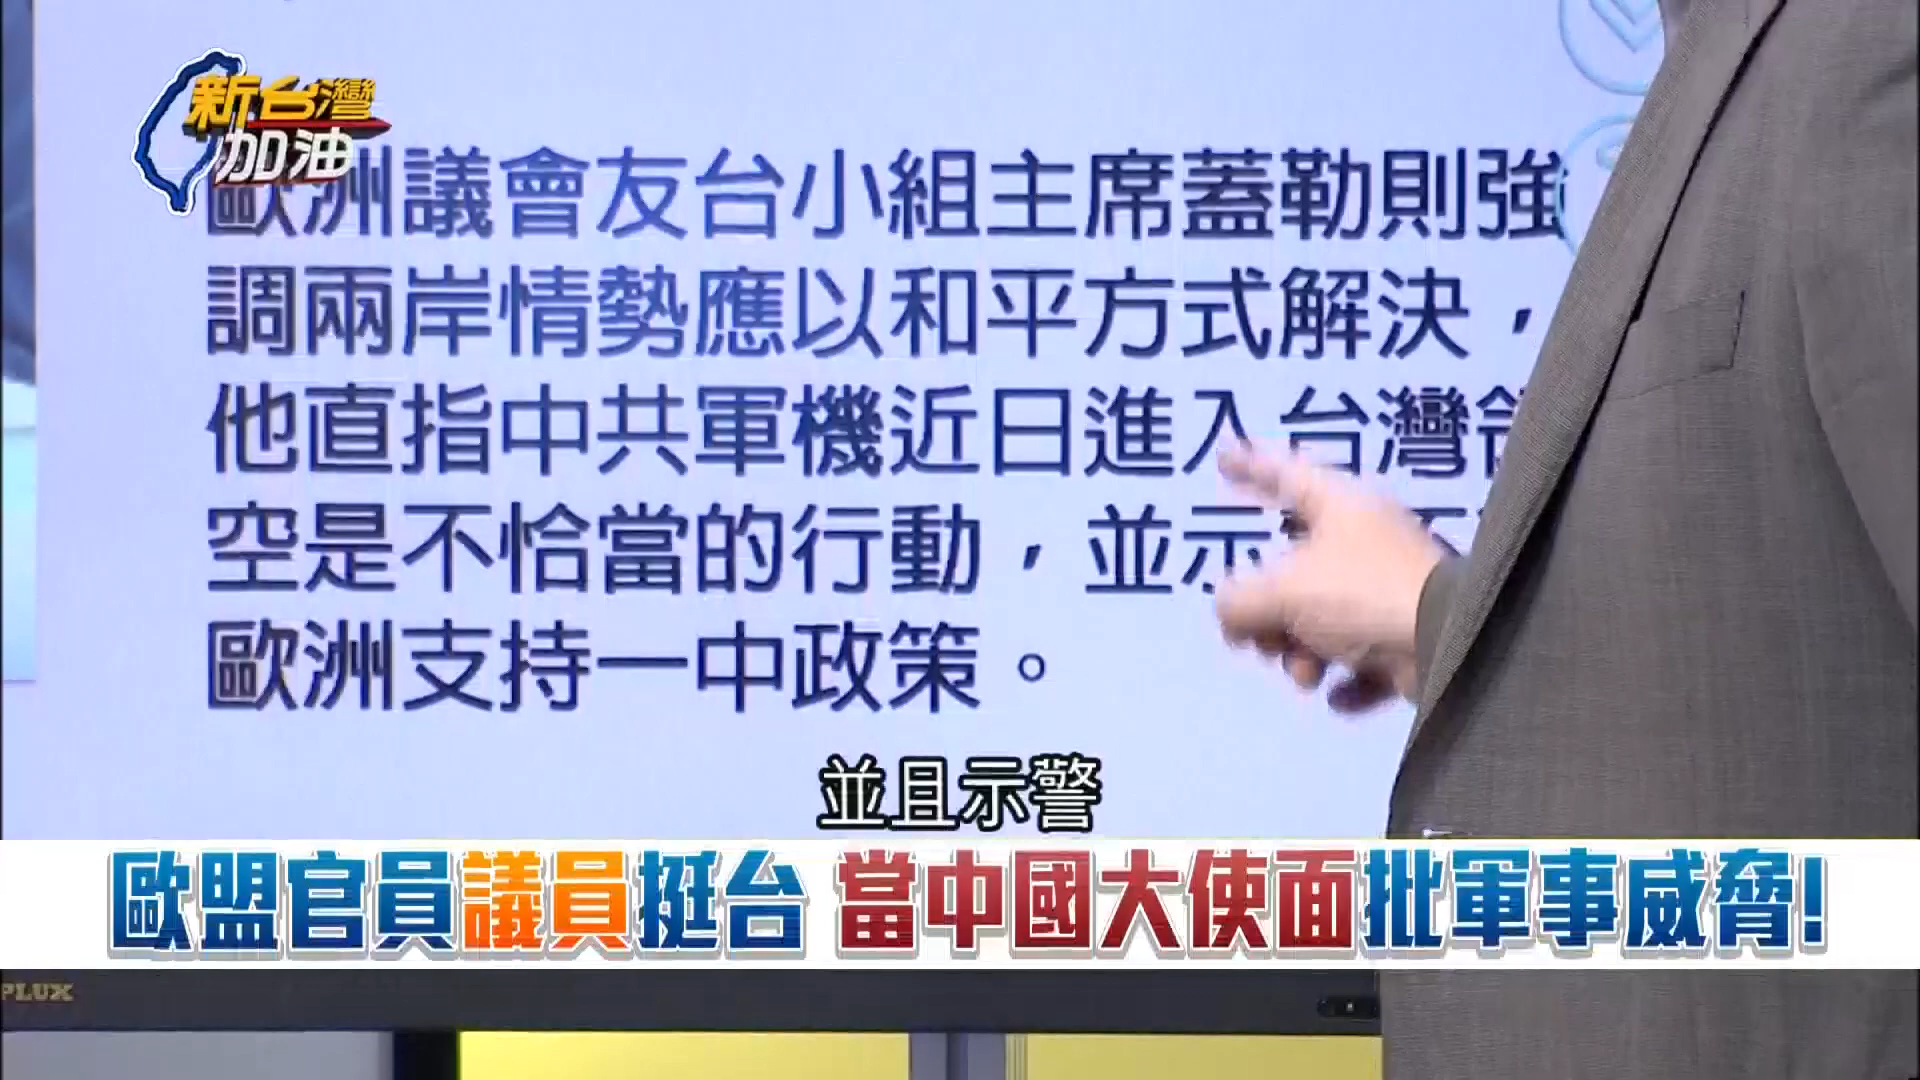 新台灣
加油
歐洲議會友台小組主席蓋勒則強
調兩岸情勢應以和平方式解決，
他直指中共軍機近日進入台灣
空是不恰當的行動，並示
歐洲支持一中政策。
並且示警
歐盟官員議員挺台 當中國大使面批軍事威脅!
PLUX